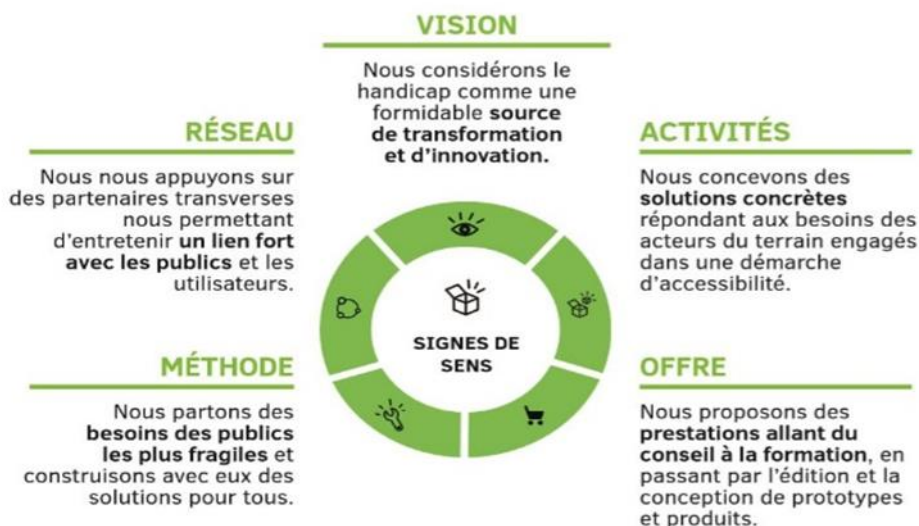 VISION
Nous considérons le
handicap comme une
formidable source
de transformation
et d'innovation.
RÉSEAU
Nous nous appuyons sur
des partenaires transverses
nous permettant
d'entretenir un lien fort
avec les publics et les
utilisateurs.
ACTIVITÉS
Nous concevons des
solutions concrètes
répondant aux besoins des
acteurs du terrain engagés
dans une démarche
d'accessibilité.
SIGNES DE
SENS
MÉTHODE
Nous partons des
besoins des publics
les plus fragiles et
construisons avec eux des
solutions pour tous.
OFFRE
Nous proposons des
prestations allant du
conseil à la formation, en
passant par l'édition et la
conception de prototypes
et produits.